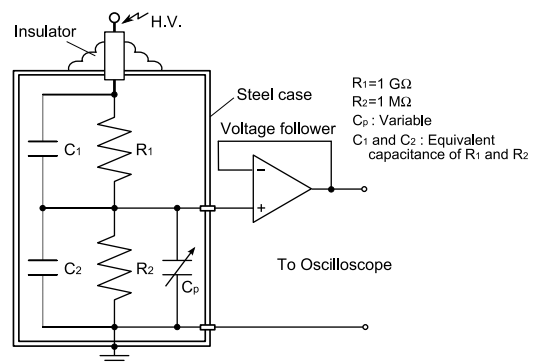 H.V.
Insulator
Steel case
Voltage follower
R1=1 GΩ
R2=1 MΩ
Cp : Variable
C1 and C2 : Equivalent
capacitance of R1 and R2
C1
R1
−
+
C2
R2
Cp
To Oscilloscope